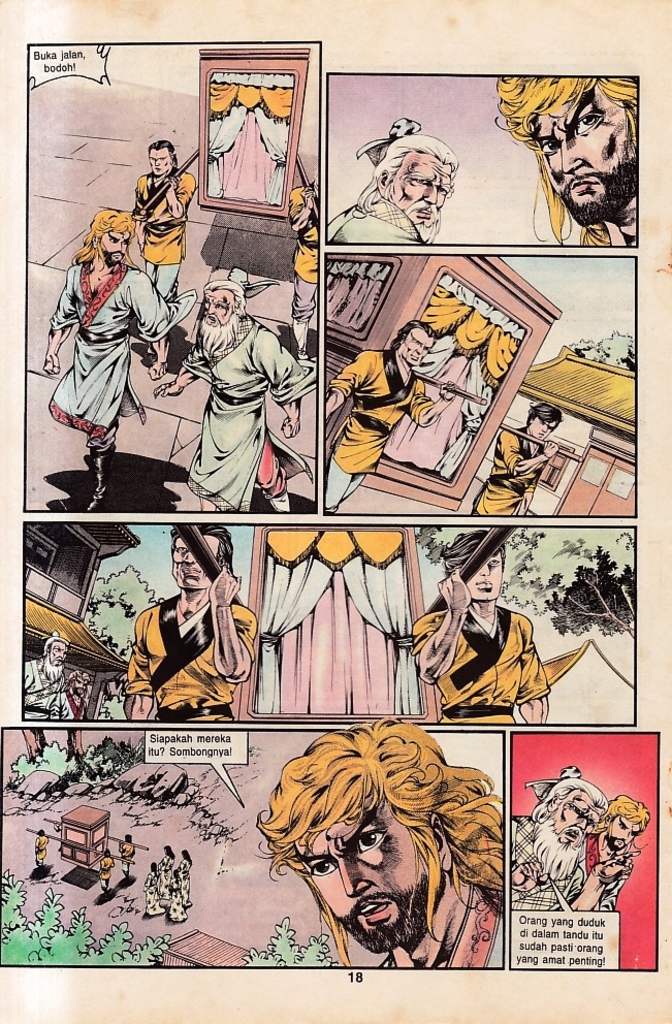 Buka jalan,
bodoh!
Siapakah mereka
itu? Sombongnya!
Orang yang duduk
di dalam tandu itu
sudah pasti orang
yang amat penting!
18